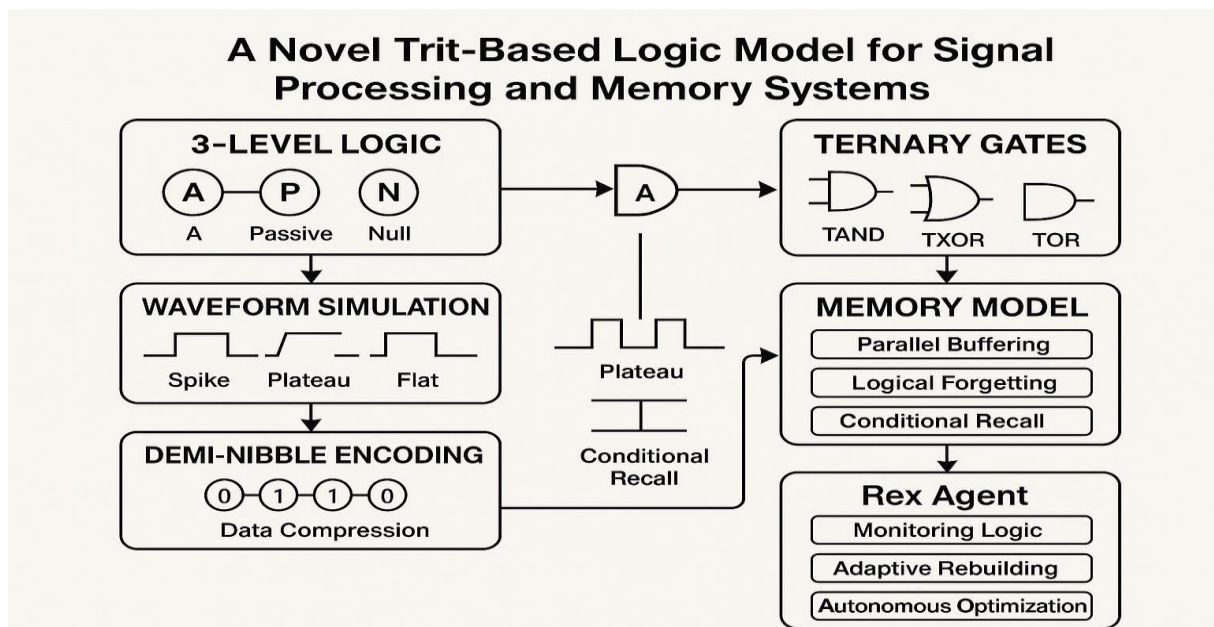 A Novel Trit-Based Logic Model for Signal
Processing and Memory Systems
3-LEVEL LOGIC
A P N
A Passive Null
WAVEFORM SIMULATION
Spike Plateau Flat
DEMI-NIBBLE ENCODING
0 1 1 0
Data Compression
A
Plateau
Conditional
Recall
TERNARY GATES
TAND TXOR TOR
MEMORY MODEL
Parallel Buffering
Logical Forgetting
Conditional Recall
Rex Agent
Monitoring Logic
Adaptive Rebuilding
Autonomous Optimization